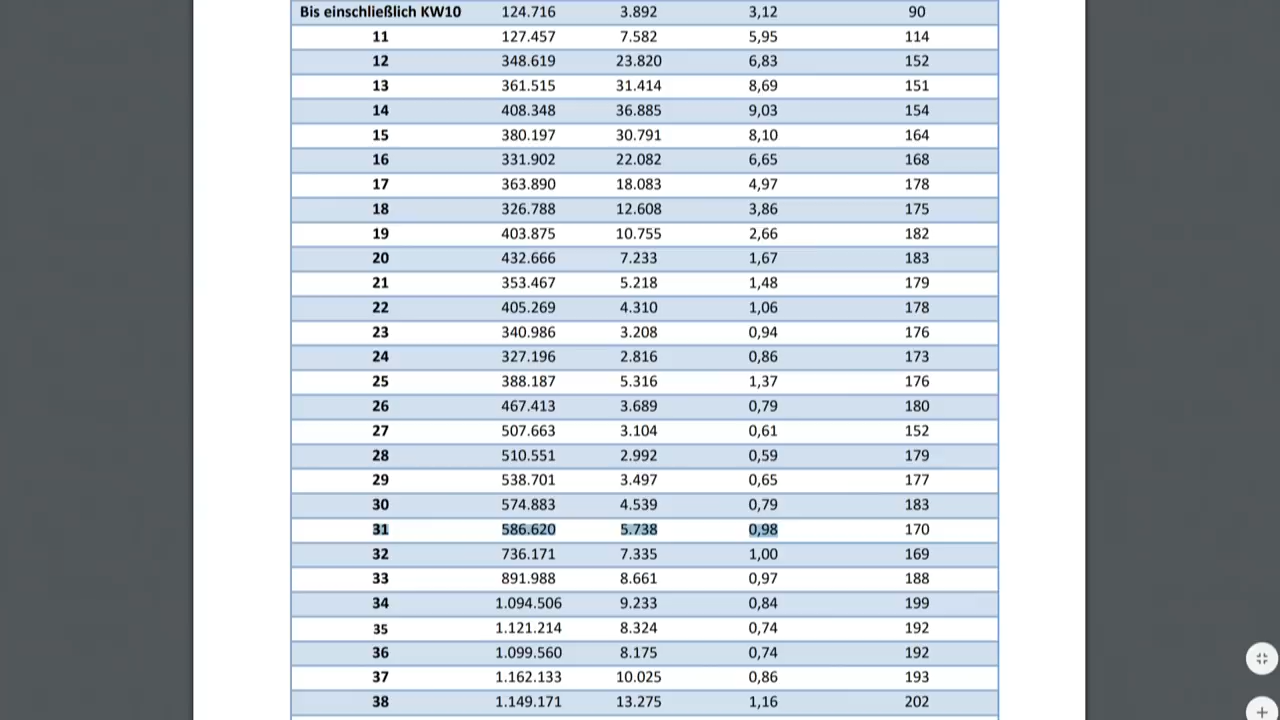 Bis einschließlich KW10 124.716 3.892 3,12 90
11 127.457 7.582 5,95 114
12 348.619 23.820 6,83 152
13 361.515 31.414 8,69 151
14 408.348 36.885 9,03 154
15 380.197 30.791 8,10 164
16 331.902 22.082 6,65 168
17 363.890 18.083 4,97 178
18 326.788 12.608 3,86 175
19 403.875 10.755 2,66 182
20 432.666 7.233 1,67 183
21 353.467 5.218 1,48 179
22 405.269 4.310 1,06 178
23 340.986 3.208 0,94 176
24 327.196 2.816 0,86 173
25 388.187 5.316 1,37 176
26 467.413 3.689 0,79 180
27 507.663 3.104 0,61 152
28 510.551 2.992 0,59 179
29 538.701 3.497 0,65 177
30 574.883 4.539 0,79 183
31 586.620 5.738 0,98 170
32 736.171 7.335 1,00 169
33 891.988 8.661 0,97 188
34 1.094.506 9.233 0,84 199
35 1.121.214 8.324 0,74 192
36 1.099.560 8.175 0,74 192
37 1.162.133 10.025 0,86 193
38 1.149.171 13.275 1,16 202